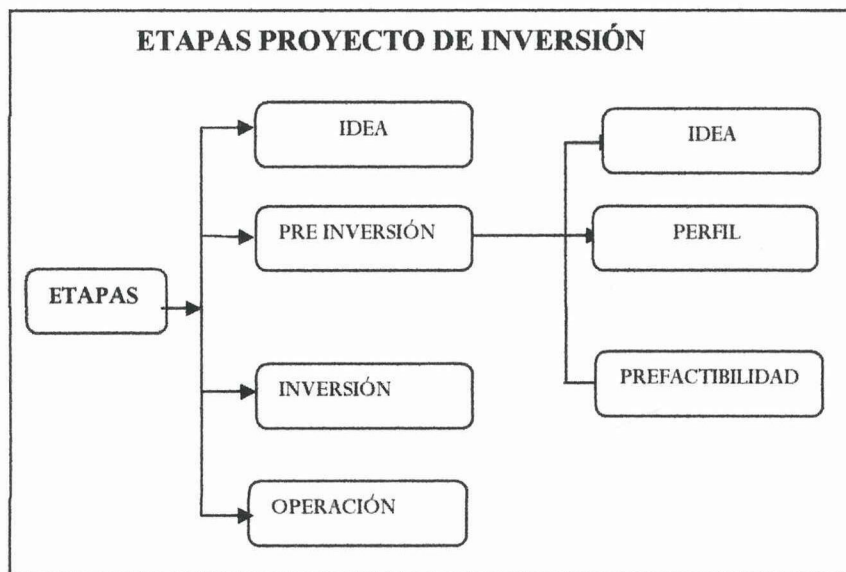 ETAPAS PROYECTO DE INVERSIÓN
IDEA
IDEA
PRE INVERSIÓN
PERFIL
ETAPAS
INVERSIÓN
PREFACTIBILIDAD
OPERACIÓN